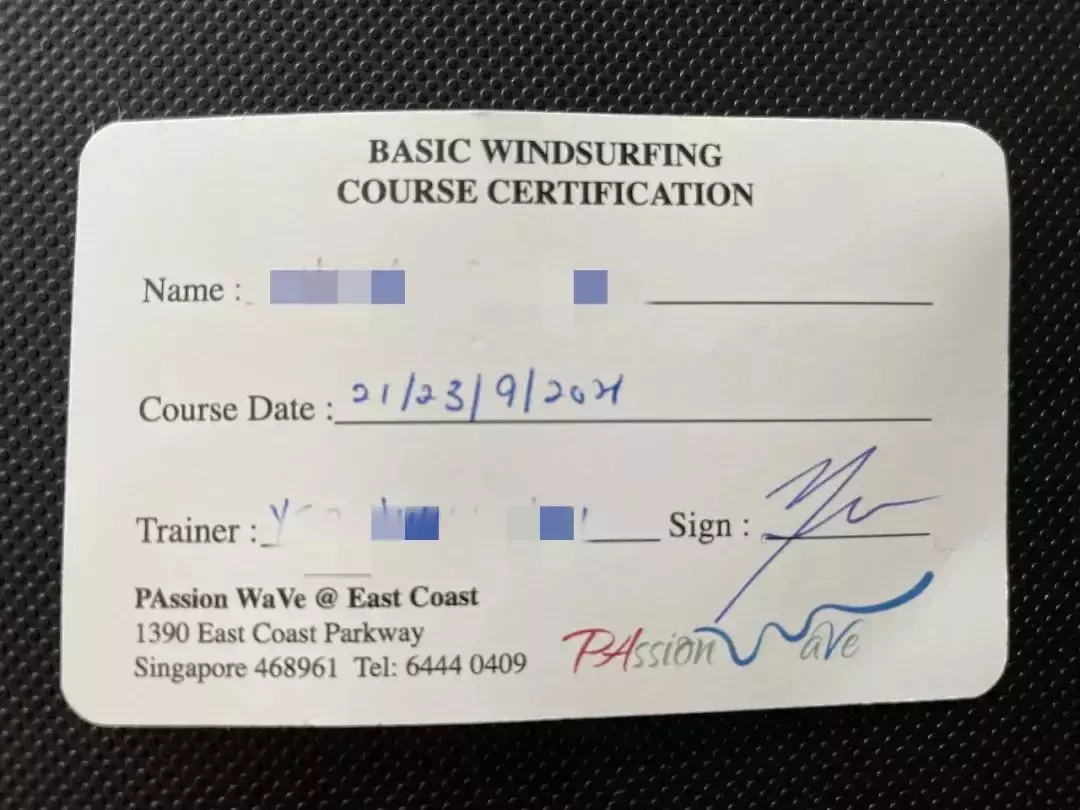 BASIC WINDSURFING
COURSE CERTIFICATION
Name :
Course Date : 21/23/9/2021
Trainer : Sign :
PAssion WaVe @ East Coast
1390 East Coast Parkway
Singapore 468961 Tel: 6444 0409
PAssion WaVe